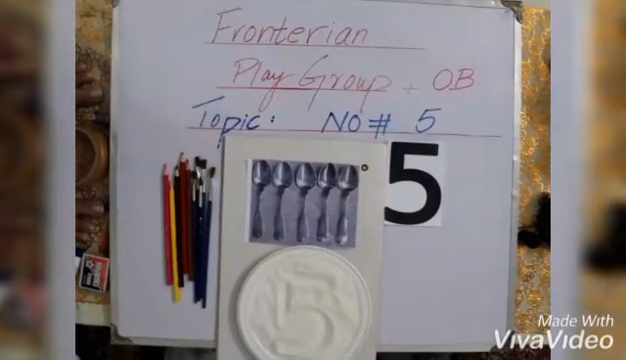 Fronterian
Play Group + OB
Topic: NO# 5
5
5
Made With
VivaVideo